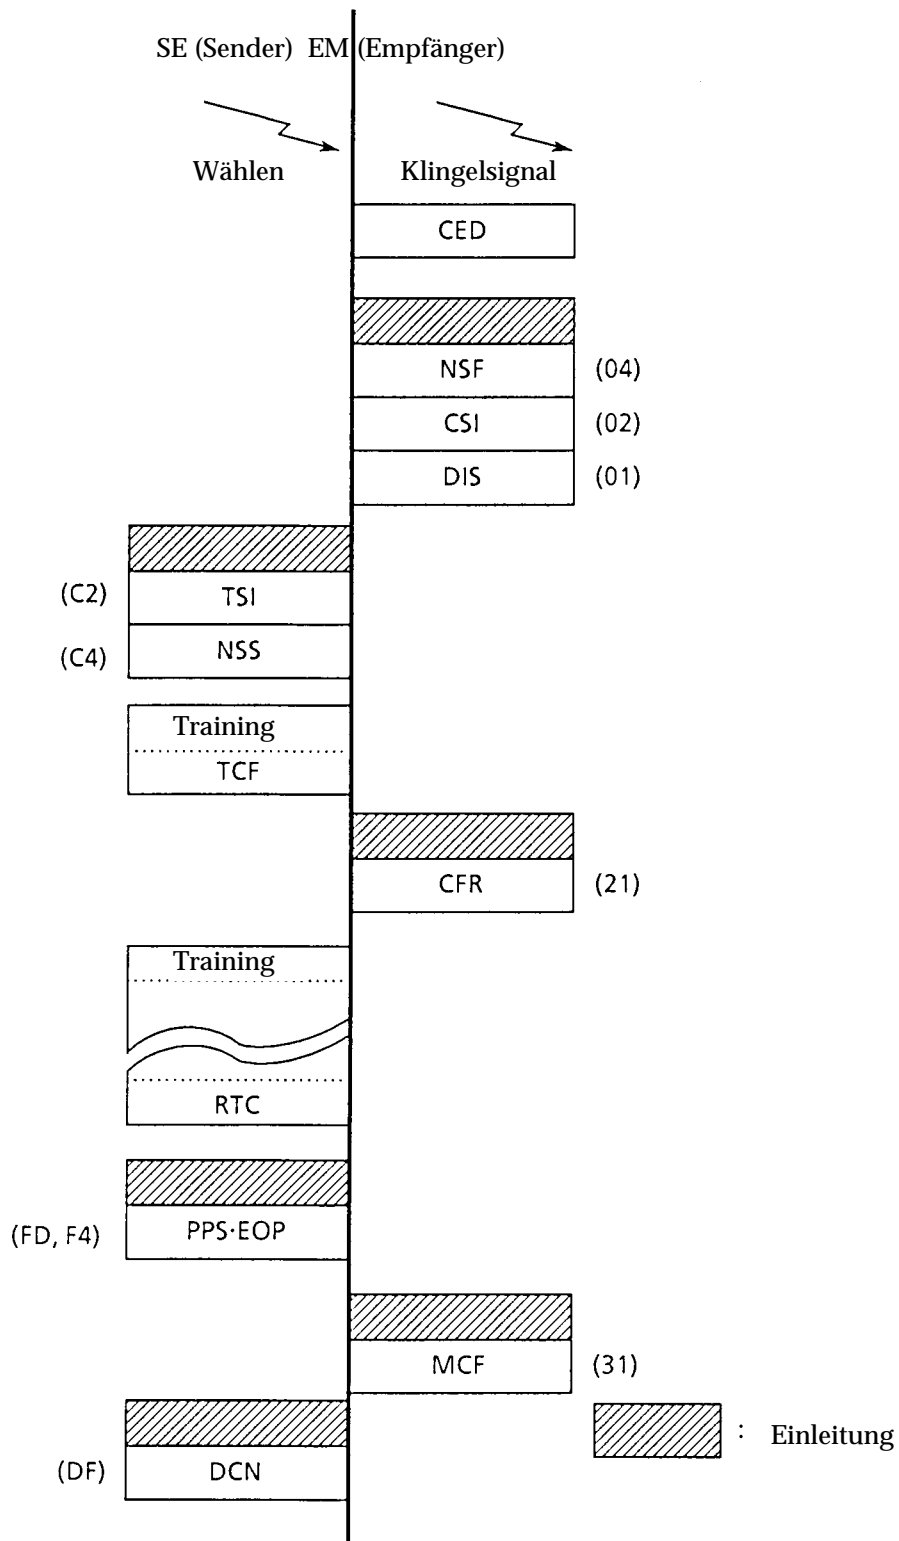 SE (Sender) EM (Empfänger)
Wählen
Klingelsignal
CED
NSF (04)
CSI (02)
DIS (01)
(C2) TSI
(C4) NSS
Training
TCF
CFR (21)
Training
RTC
(FD, F4) PPS·EOP
MCF (31)
: Einleitung
(DF) DCN